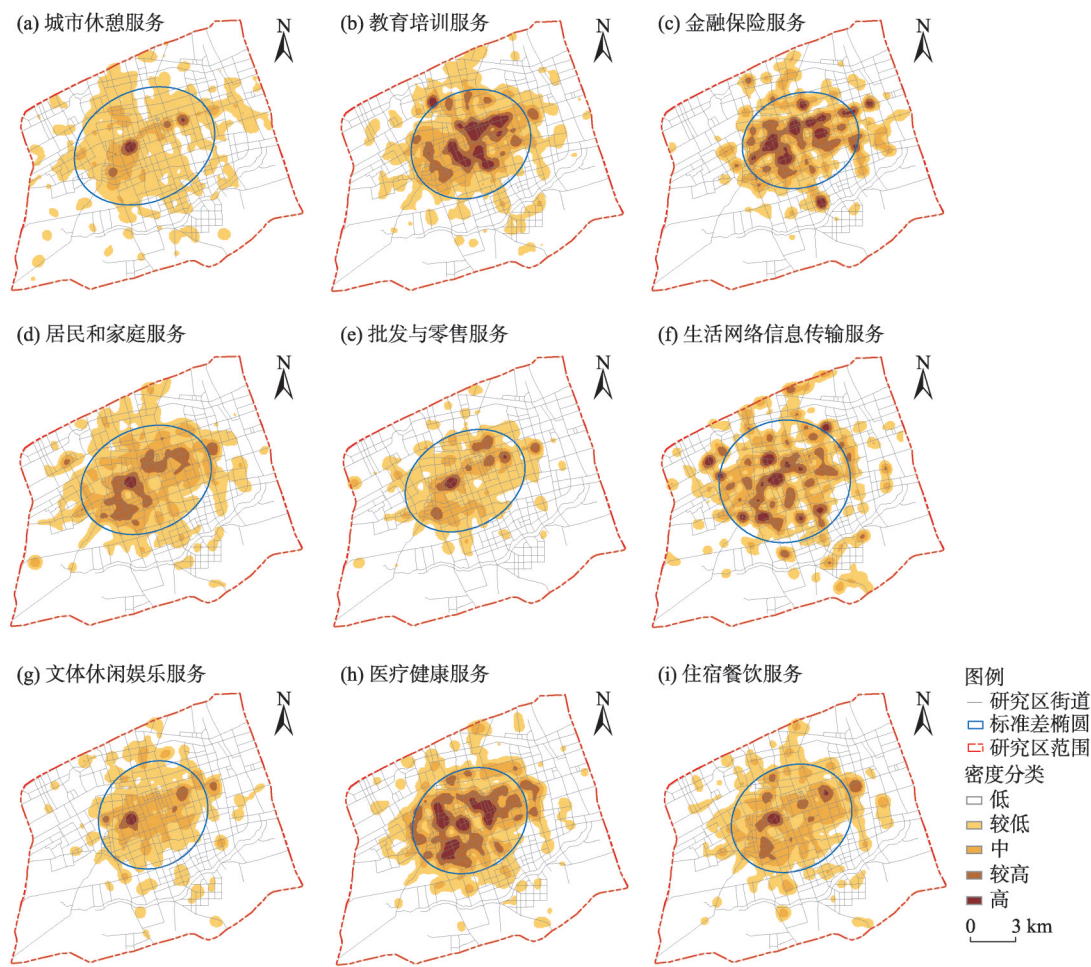 (a) 城市休憩服务
N
(b) 教育培训服务
N
(c) 金融保险服务
N
(d) 居民和家庭服务
N
(e) 批发与零售服务
N
(f) 生活网络信息传输服务
N
(g) 文体休闲娱乐服务
N
(h) 医疗健康服务
N
(i) 住宿餐饮服务
N
图例
研究区街道
标准差椭圆
研究区范围
密度分类
低
较低
中
较高
高
0 3 km